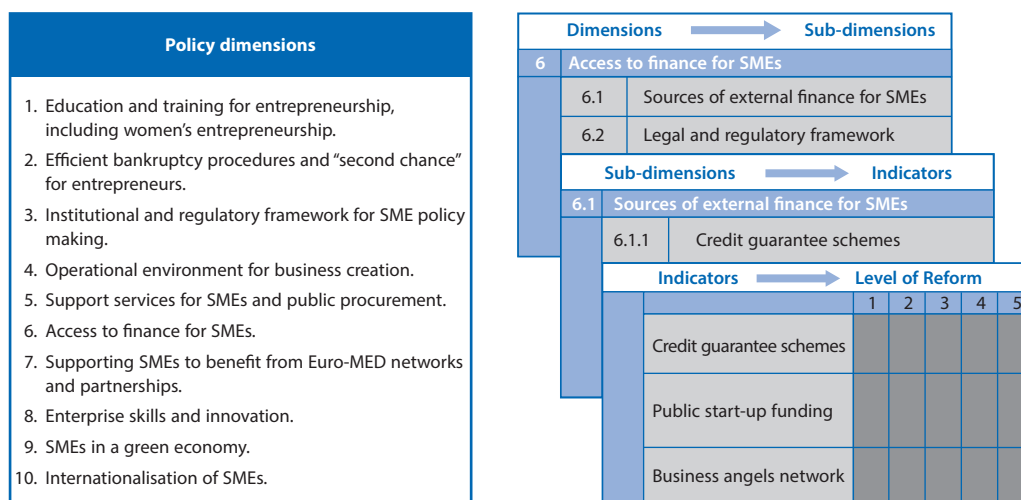 Policy dimensions
1. Education and training for entrepreneurship,
including women’s entrepreneurship.
2. Efficient bankruptcy procedures and “second chance”
for entrepreneurs.
3. Institutional and regulatory framework for SME policy
making.
4. Operational environment for business creation.
5. Support services for SMEs and public procurement.
6. Access to finance for SMEs.
7. Supporting SMEs to benefit from Euro-MED networks
and partnerships.
8. Enterprise skills and innovation.
9. SMEs in a green economy.
10. Internationalisation of SMEs.
Dimensions Sub-dimensions
6 Access to finance for SMEs
6.1 Sources of external finance for SMEs
6.2 Legal and regulatory framework
Sub-dimensions Indicators
6.1 Sources of external finance for SMEs
6.1.1 Credit guarantee schemes
Indicators Level of Reform
1 2 3 4 5
Credit guarantee schemes
Public start-up funding
Business angels network